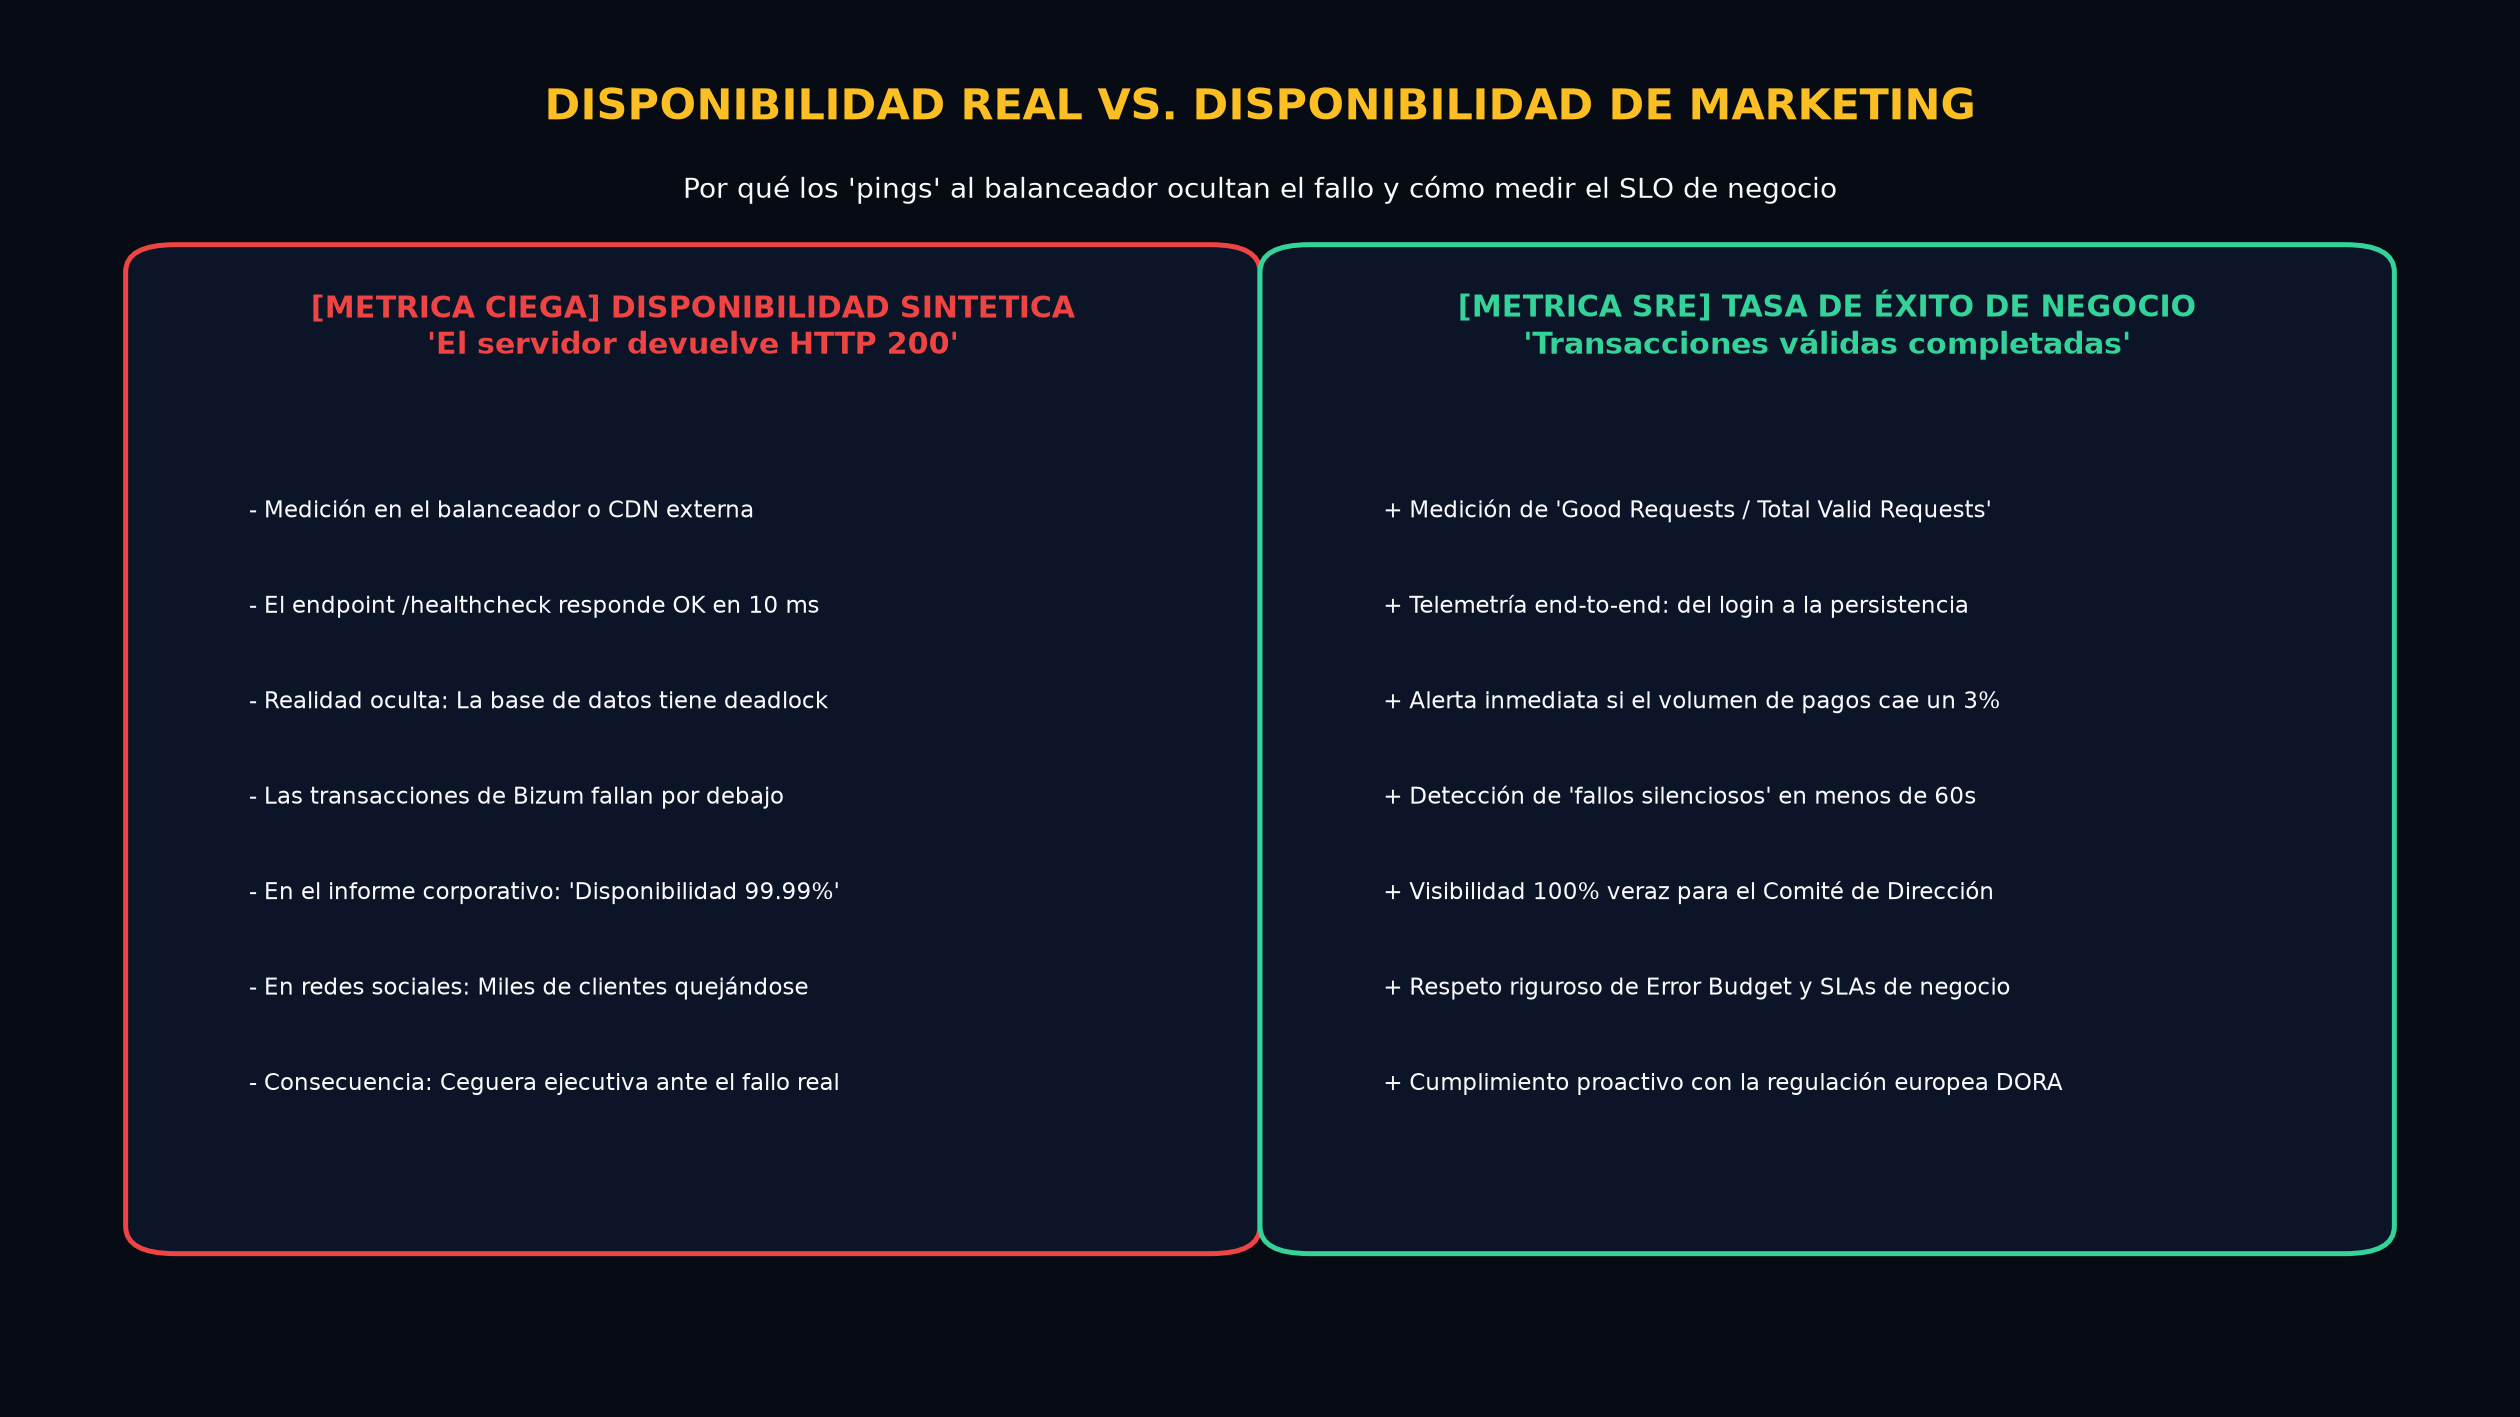 DISPONIBILIDAD REAL VS. DISPONIBILIDAD DE MARKETING
Por qué los 'pings' al balanceador ocultan el fallo y cómo medir el SLO de negocio
[METRICA CIEGA] DISPONIBILIDAD SINTETICA
'El servidor devuelve HTTP 200'
- Medición en el balanceador o CDN externa
- El endpoint /healthcheck responde OK en 10 ms
- Realidad oculta: La base de datos tiene deadlock
- Las transacciones de Bizum fallan por debajo
- En el informe corporativo: 'Disponibilidad 99.99%'
- En redes sociales: Miles de clientes quejándose
- Consecuencia: Ceguera ejecutiva ante el fallo real
[METRICA SRE] TASA DE ÉXITO DE NEGOCIO
'Transacciones válidas completadas'
+ Medición de 'Good Requests / Total Valid Requests'
+ Telemetría end-to-end: del login a la persistencia
+ Alerta inmediata si el volumen de pagos cae un 3%
+ Detección de 'fallos silenciosos' en menos de 60s
+ Visibilidad 100% veraz para el Comité de Dirección
+ Respeto riguroso de Error Budget y SLAs de negocio
+ Cumplimiento proactivo con la regulación europea DORA